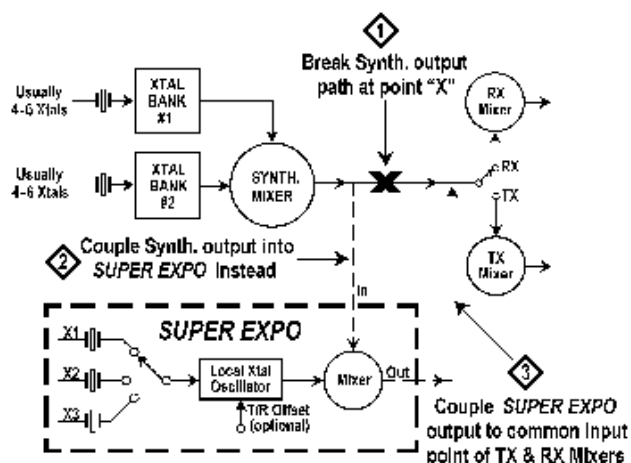 1
Break Synth. output
path at point "X"
Usually
4-6 Xtals
XTAL
BANK
#1
RX
Mixer
Usually
4-6 Xtals
XTAL
BANK
#2
SYNTH.
MIXER
X
RX
TX
2
Couple Synth. output into
SUPER EXPO Instead
TX
Mixer
In
SUPER EXPO
X1
X2
X3
Local Xtal
Oscillator
Mixer
Out
T/R Offset
(optional)
3
Couple SUPER EXPO
output to common Input
point of TX & RX Mixers